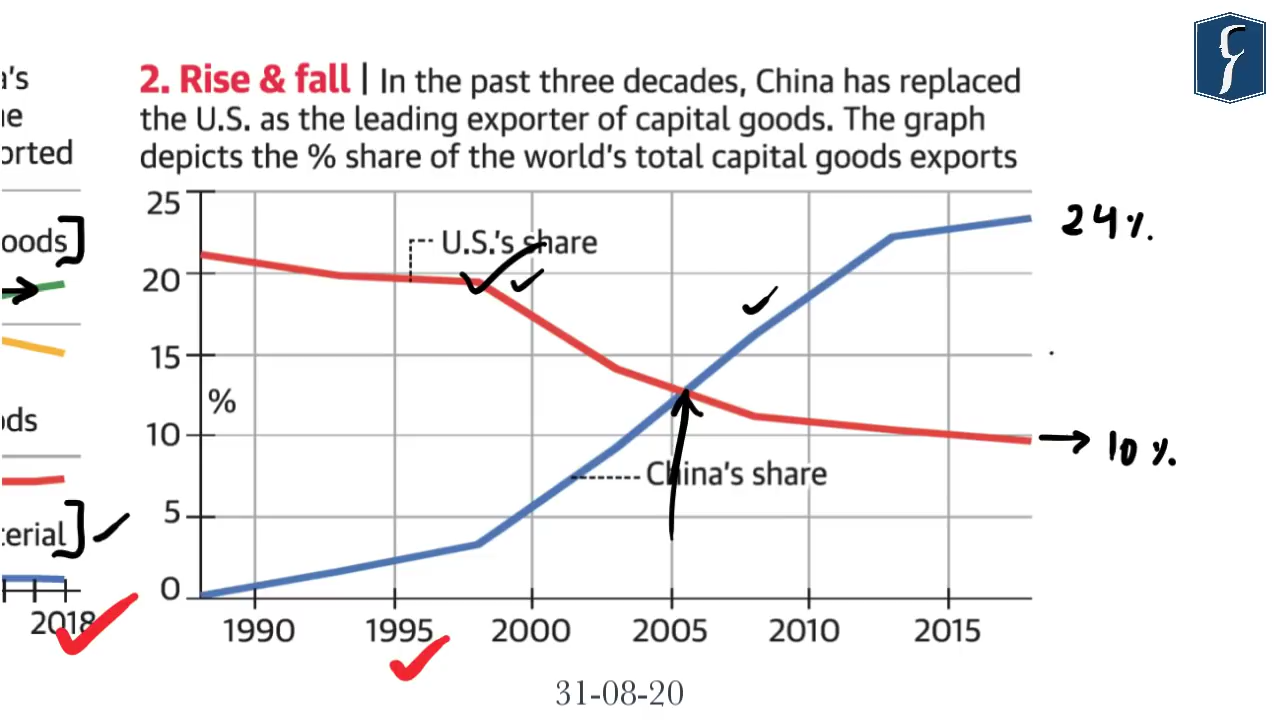 a's
e
orted
oods]
ds
terial]
2018
2. Rise & fall | In the past three decades, China has replaced
the U.S. as the leading exporter of capital goods. The graph
depicts the % share of the world's total capital goods exports
25
20
15
10
5
0
%
U.S.'s share
China's share
24%.
10%.
1990 1995 2000 2005 2010 2015
31-08-20